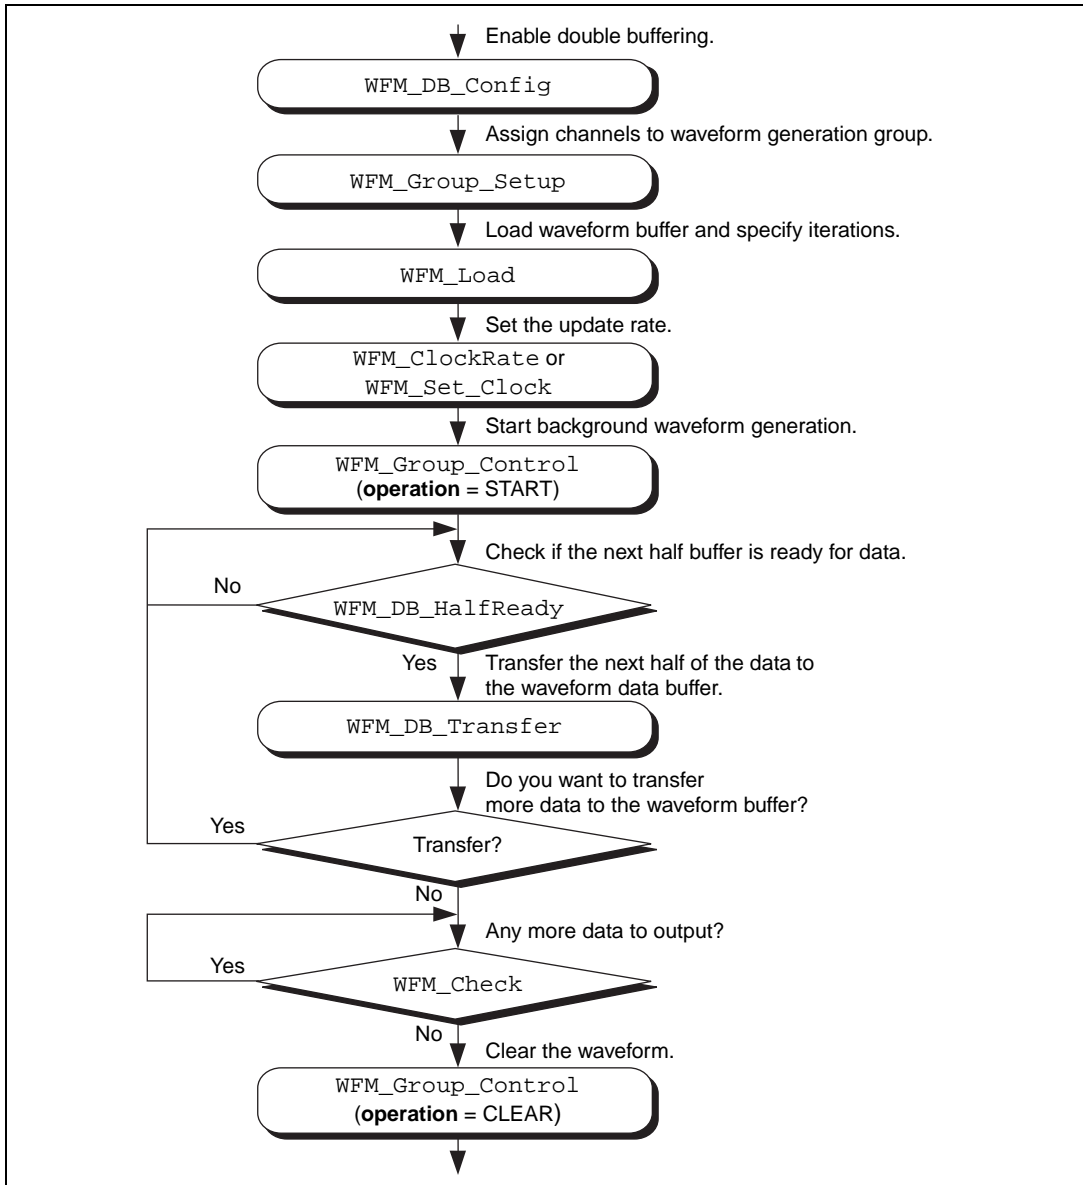 Enable double buffering.
WFM_DB_Config
Assign channels to waveform generation group.
WFM_Group_Setup
Load waveform buffer and specify iterations.
WFM_Load
Set the update rate.
WFM_ClockRate or
WFM_Set_Clock
Start background waveform generation.
WFM_Group_Control
(operation = START)
Check if the next half buffer is ready for data.
No
WFM_DB_HalfReady
Yes
Transfer the next half of the data to
the waveform data buffer.
WFM_DB_Transfer
Do you want to transfer
more data to the waveform buffer?
Yes
Transfer?
No
Any more data to output?
Yes
WFM_Check
No
Clear the waveform.
WFM_Group_Control
(operation = CLEAR)